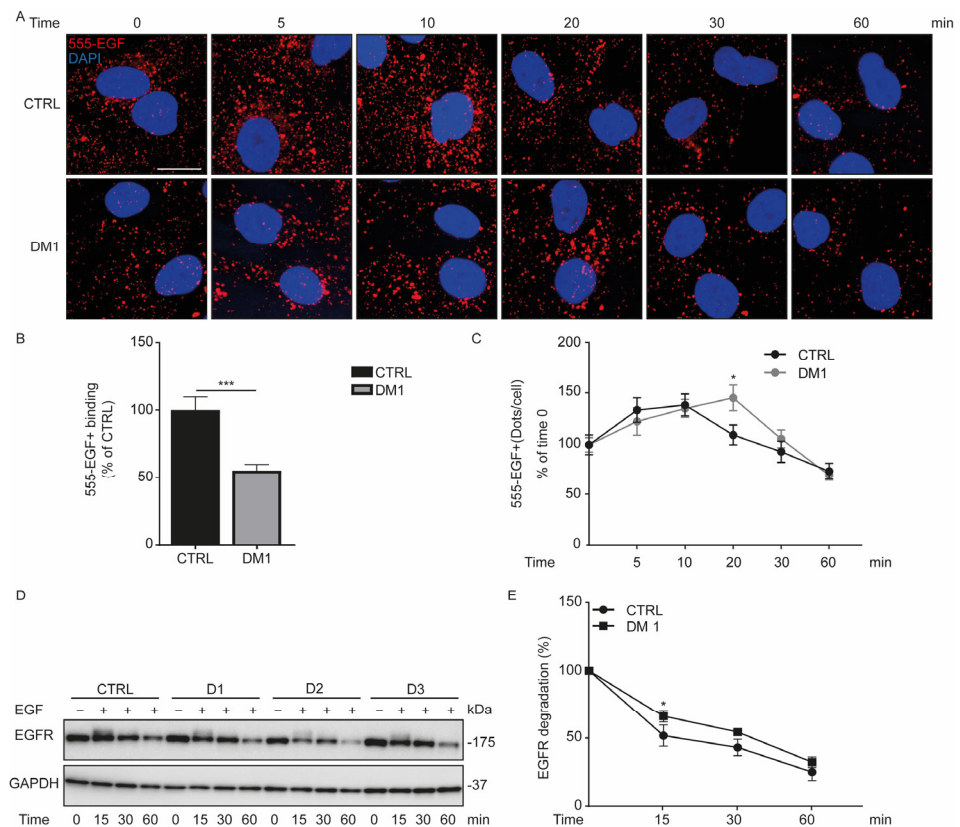 A
Time 0 5 10 20 30 60 min
555-EGF
DAPI
CTRL
DM1
B
150
100
50
0
555-EGF+ binding
(% of CTRL)
***
CTRL DM1
CTRL
DM1
C
200
150
100
50
0
555-EGF+(Dots/cell)
% of time 0
*
CTRL
DM1
Time 5 10 20 30 60 min
D
CTRL D1 D2 D3
EGF – + + + – + + + – + + + – + + + kDa
EGFR -175
GAPDH -37
Time 0 15 30 60 0 15 30 60 0 15 30 60 0 15 30 60 min
E
150
100
50
0
EGFR degradation (%)
CTRL
DM 1
*
Time 15 30 60 min